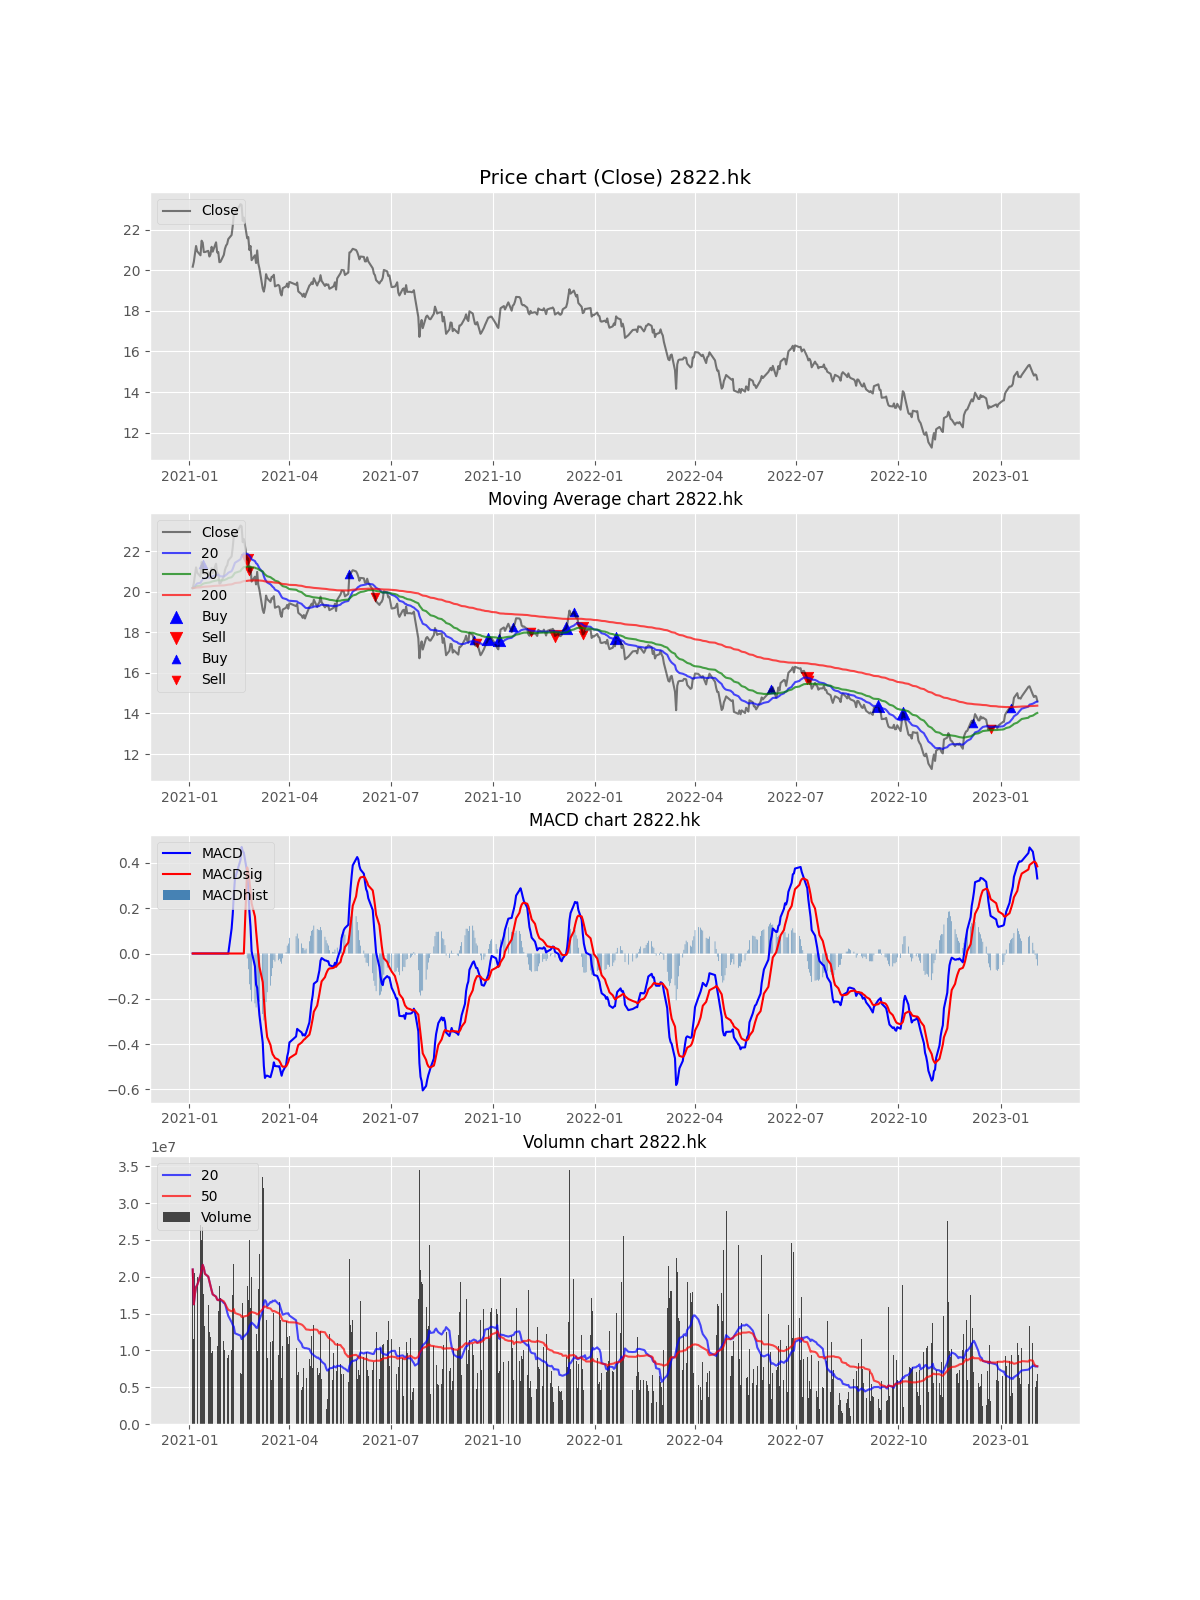 Price chart (Close) 2822.hk
Close
22
20
18
16
14
12
2021-01 2021-04 2021-07 2021-10 2022-01 2022-04 2022-07 2022-10 2023-01
Moving Average chart 2822.hk
Close
20
50
200
Buy
Sell
Buy
Sell
22
20
18
16
14
12
2021-01 2021-04 2021-07 2021-10 2022-01 2022-04 2022-07 2022-10 2023-01
MACD chart 2822.hk
MACD
MACDsig
MACDhist
0.4
0.2
0.0
−0.2
−0.4
−0.6
2021-01 2021-04 2021-07 2021-10 2022-01 2022-04 2022-07 2022-10 2023-01
Volumn chart 2822.hk
1e7
20
50
Volume
3.5
3.0
2.5
2.0
1.5
1.0
0.5
0.0
2021-01 2021-04 2021-07 2021-10 2022-01 2022-04 2022-07 2022-10 2023-01